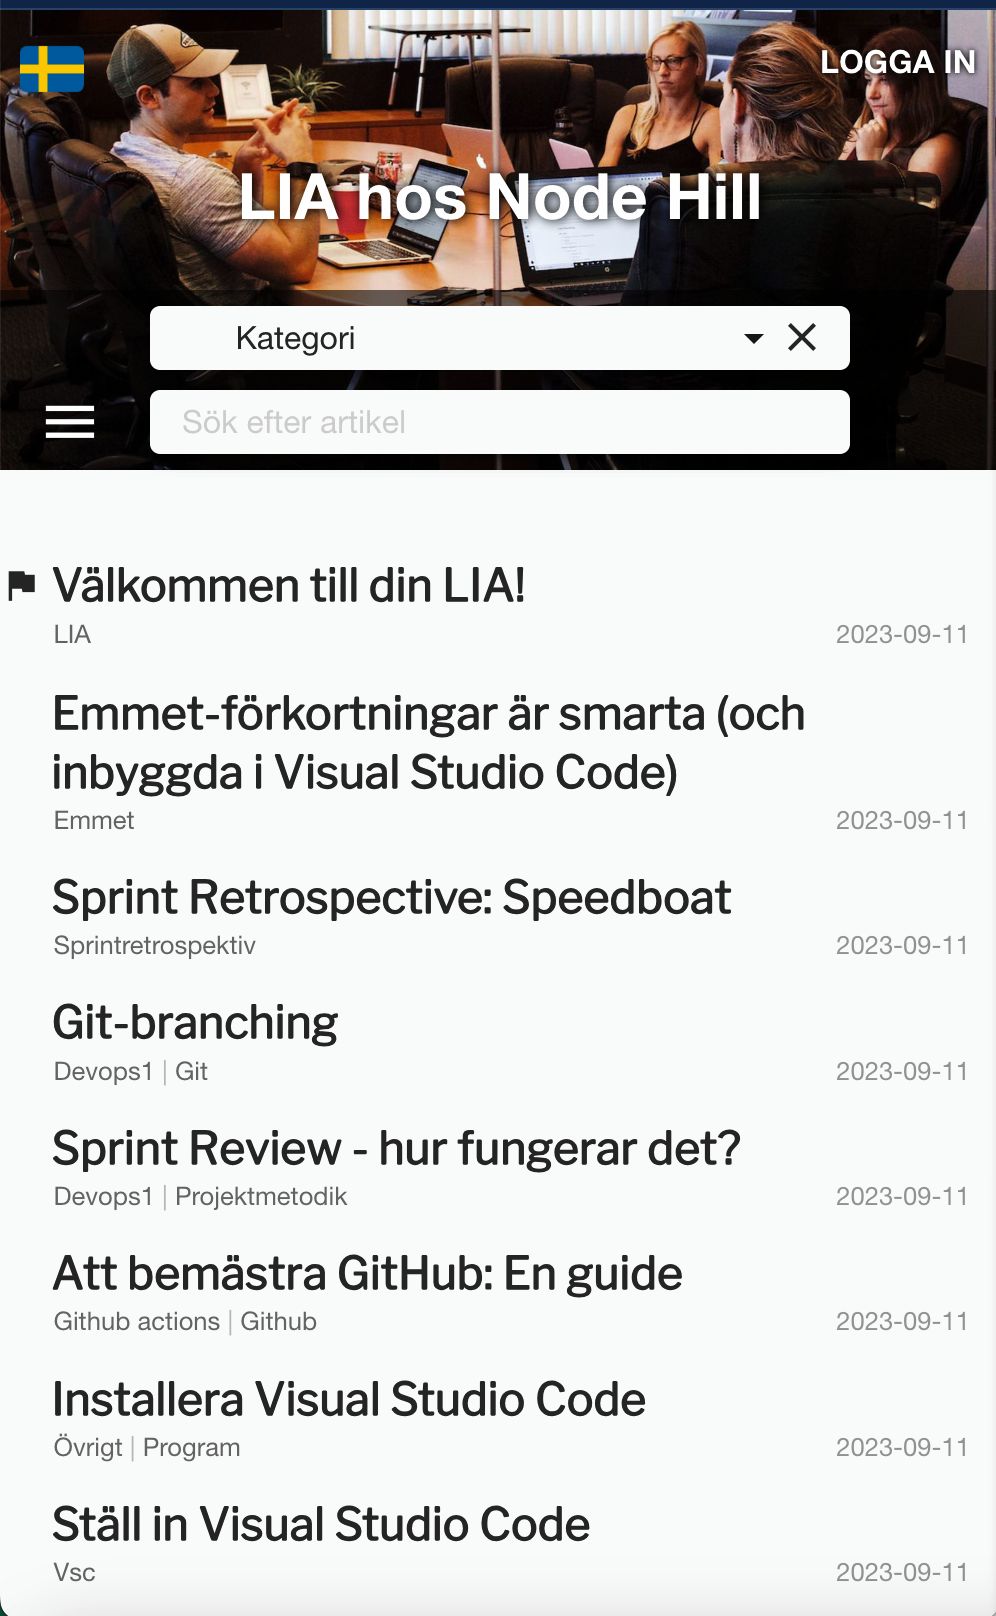 LOGGA IN
LIA hos Node Hill
Kategori
Sök efter artikel
Välkommen till din LIA!
LIA 2023-09-11
Emmet-förkortningar är smarta (och
inbyggda i Visual Studio Code)
Emmet 2023-09-11
Sprint Retrospective: Speedboat
Sprintretrospektiv 2023-09-11
Git-branching
Devops1 | Git 2023-09-11
Sprint Review - hur fungerar det?
Devops1 | Projektmetodik 2023-09-11
Att bemästra GitHub: En guide
Github actions | Github 2023-09-11
Installera Visual Studio Code
Övrigt | Program 2023-09-11
Ställ in Visual Studio Code
Vsc 2023-09-11